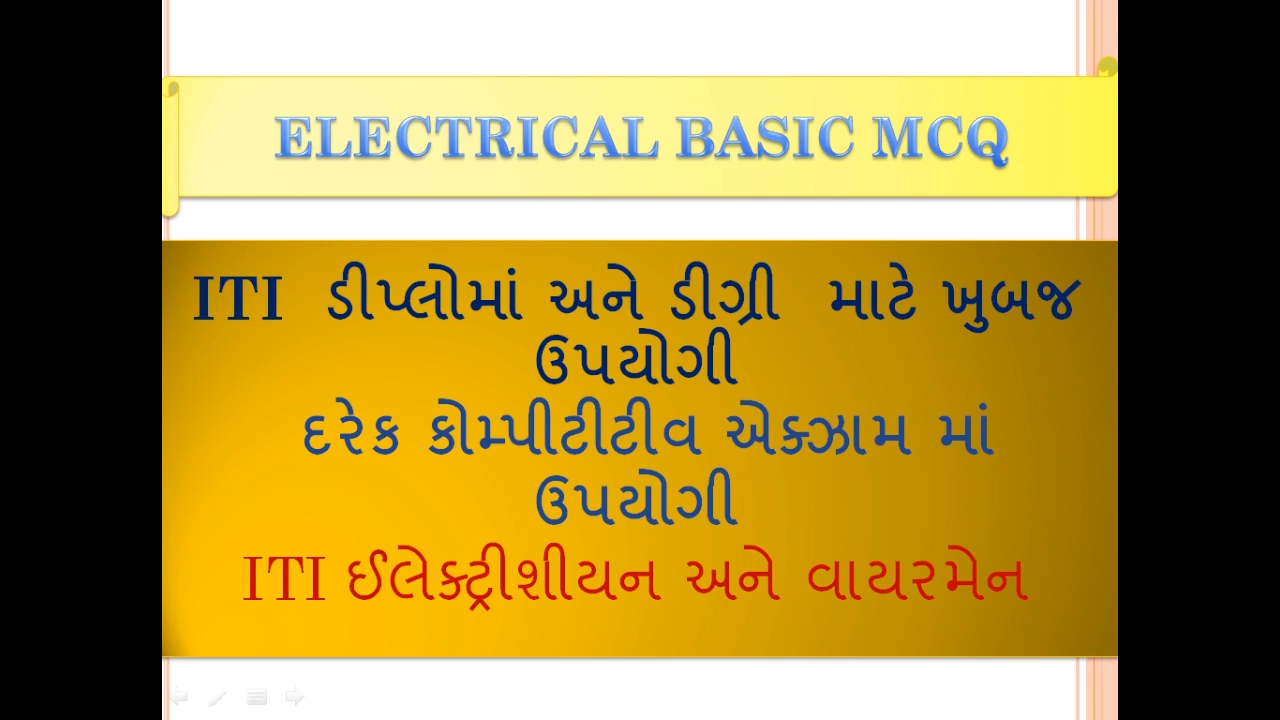 ELECTRICAL BASIC MCQ
ITI ડીપ્લોમાં અને ડીગ્રી માટે ખુબજ
ઉપયોગી
દરેક કોમ્પીટીટીવ એક્ઝામ માં
ઉપયોગી
ITI ઈલેક્ટ્રીશીયન અને વાયરમેન